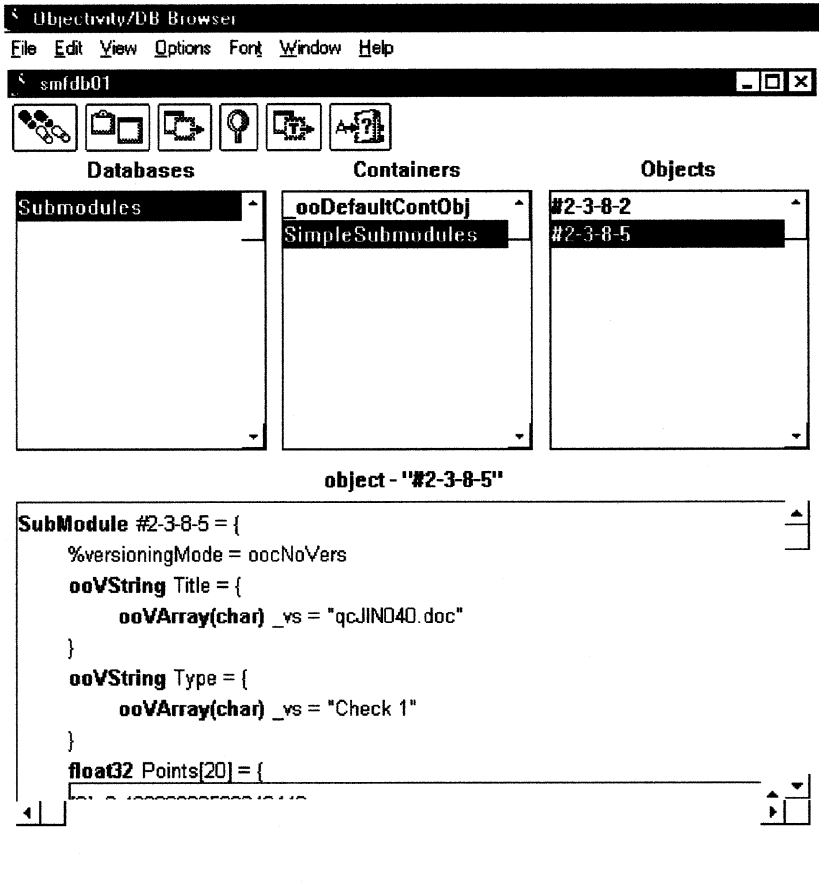 Objectivity/DB Browser
File Edit View Options Font Window Help
smfdb01
Databases Containers Objects
Submodules
_ooDefaultContObj
SimpleSubmodules
#2-3-8-2
#2-3-8-5
object - "#2-3-8-5"
SubModule #2-3-8-5 = {
%versioningMode = oocNoVers
ooVString Title = {
ooVArray(char) _vs = "qcJIN040.doc"
}
ooVString Type = {
ooVArray(char) _vs = "Check 1"
}
float32 Points[20] = {